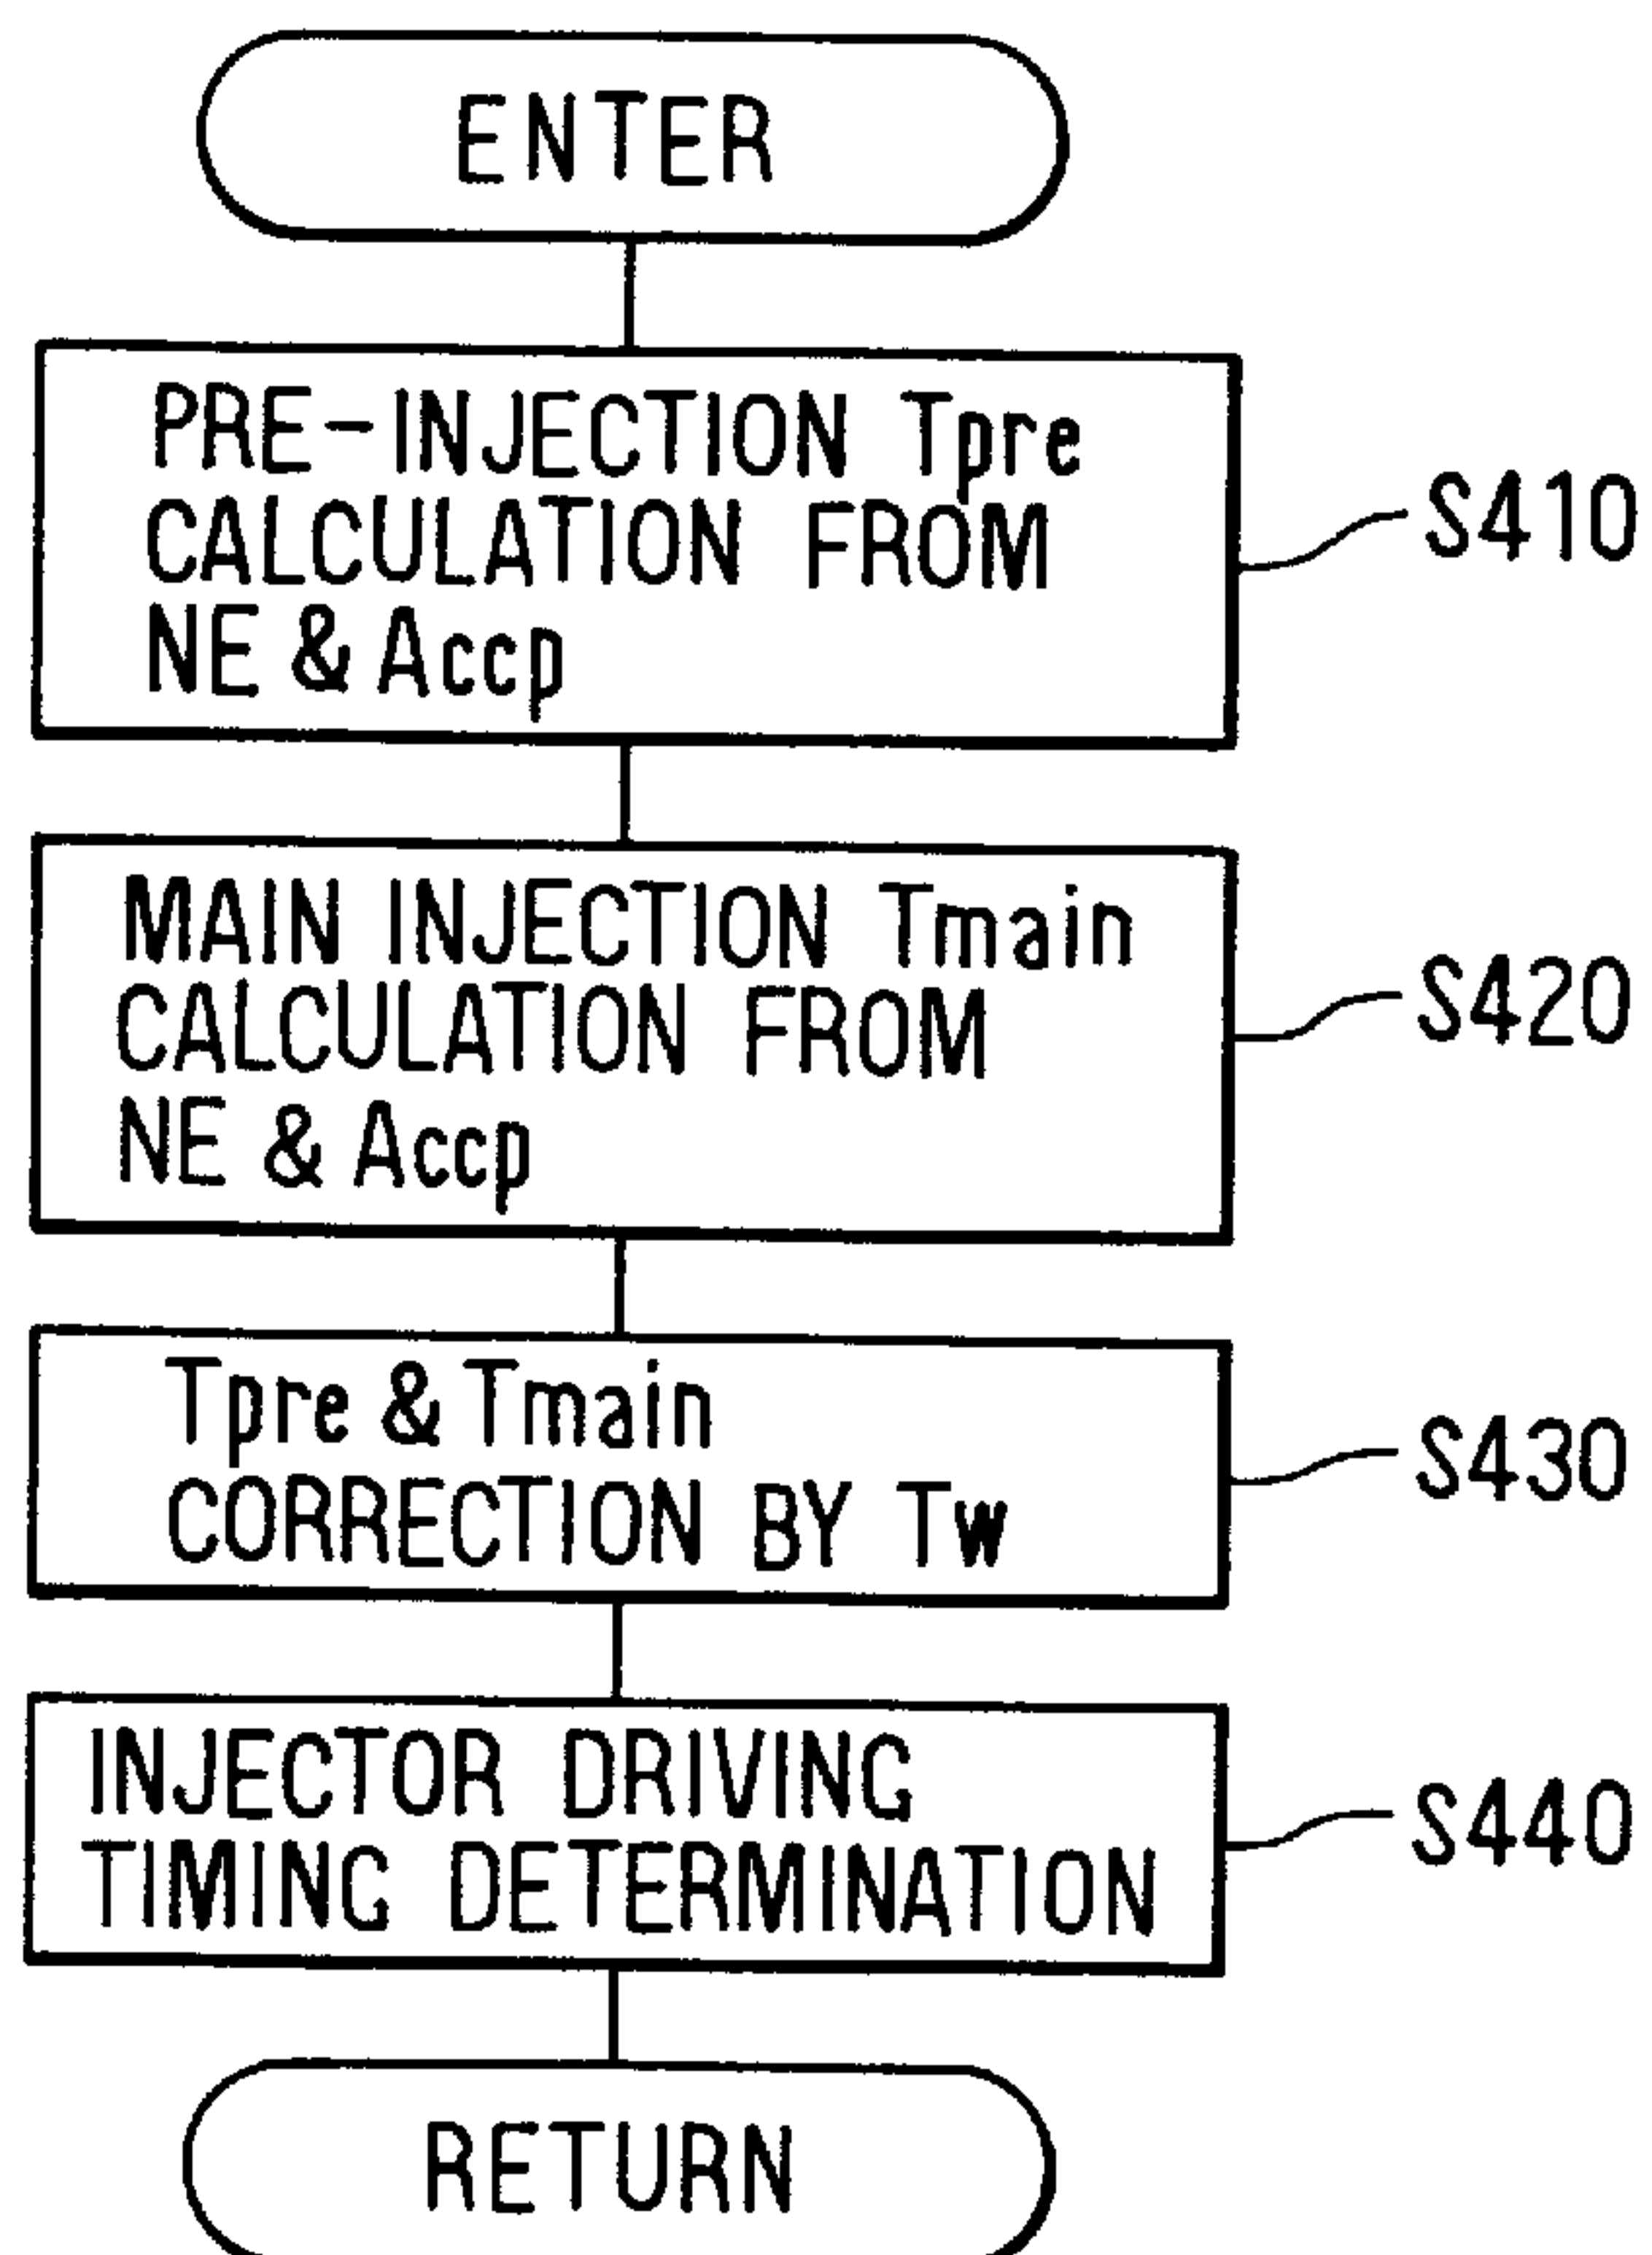 ENTER
PRE-INJECTION Tpre
CALCULATION FROM
NE & Accp
S410
MAIN INJECTION Tmain
CALCULATION FROM
NE & Accp
S420
Tpre & Tmain
CORRECTION BY Tw
S430
INJECTOR DRIVING
TIMING DETERMINATION
S440
RETURN